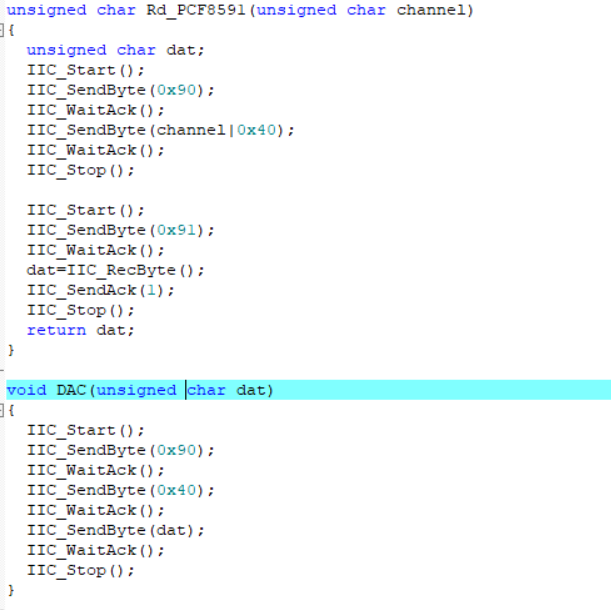 unsigned char Rd_PCF8591(unsigned char channel)
{
unsigned char dat;
IIC_Start();
IIC_SendByte(0x90);
IIC_WaitAck();
IIC_SendByte(channel|0x40);
IIC_WaitAck();
IIC_Stop();
IIC_Start();
IIC_SendByte(0x91);
IIC_WaitAck();
dat=IIC_RecByte();
IIC_SendAck(1);
IIC_Stop();
return dat;
}
void DAC(unsigned char dat)
{
IIC_Start();
IIC_SendByte(0x90);
IIC_WaitAck();
IIC_SendByte(0x40);
IIC_WaitAck();
IIC_SendByte(dat);
IIC_WaitAck();
IIC_Stop();
}